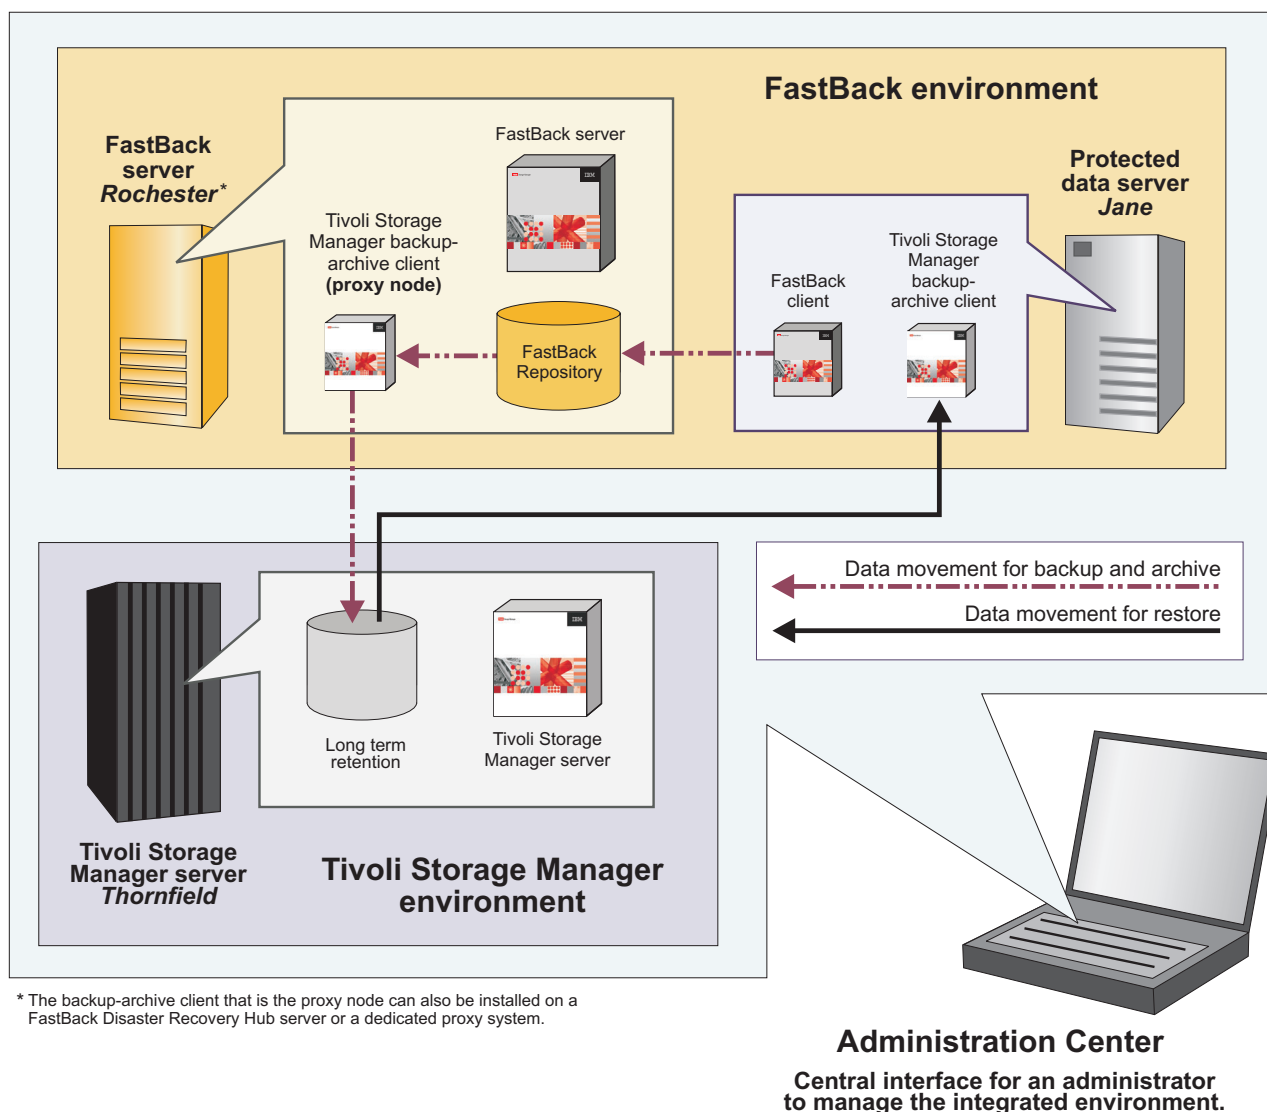 FastBack environment
FastBack
server
Rochester*
FastBack server
Tivoli Storage
Manager backup-
archive client
(proxy node)
FastBack
Repository
Protected
data server
Jane
Tivoli Storage
Manager
backup-
archive client
FastBack
client
IBM
IBM
Data movement for backup and archive
Data movement for restore
Long term
retention
Tivoli Storage
Manager server
Tivoli Storage
Manager server
Thornfield
Tivoli Storage Manager
environment
* The backup-archive client that is the proxy node can also be installed on a
FastBack Disaster Recovery Hub server or a dedicated proxy system.
Administration Center
Central interface for an administrator
to manage the integrated environment.